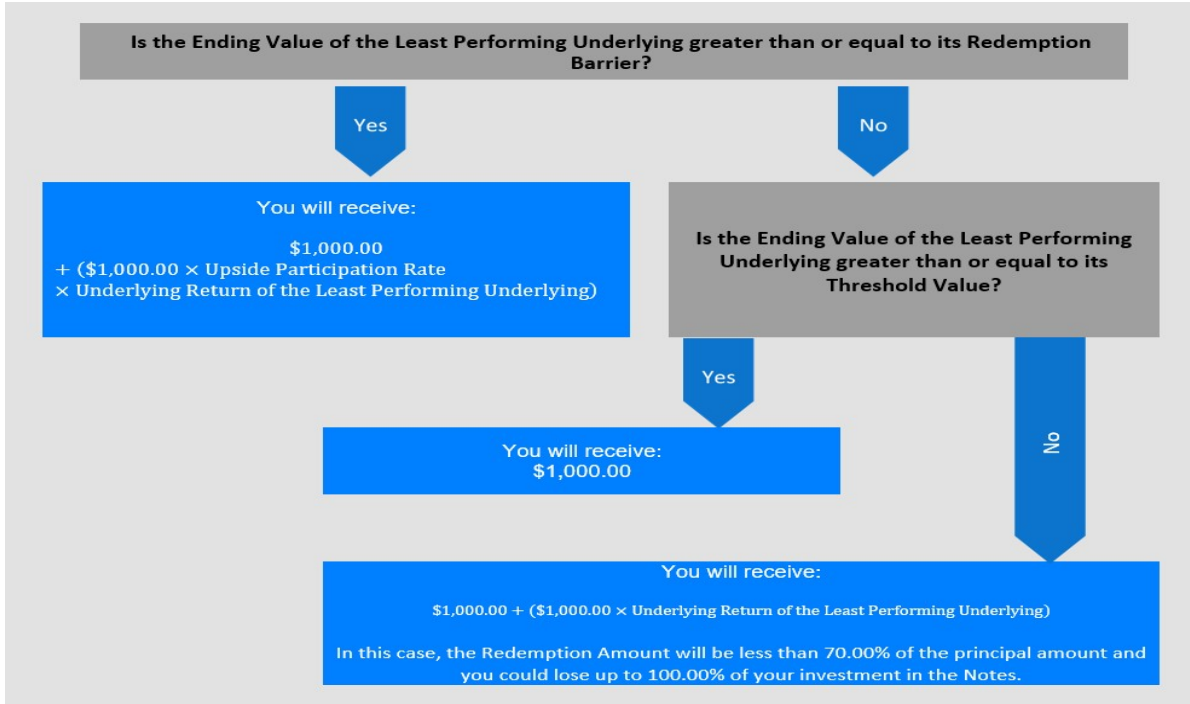 Is the Ending Value of the Least Performing Underlying greater than or equal to its Redemption
Barrier?
Yes
No
You will receive:
$1,000.00
+ ($1,000.00 × Upside Participation Rate
× Underlying Return of the Least Performing Underlying)
Is the Ending Value of the Least Performing
Underlying greater than or equal to its
Threshold Value?
Yes
No
You will receive:
$1,000.00
You will receive:
$1,000.00 + ($1,000.00 × Underlying Return of the Least Performing Underlying)
In this case, the Redemption Amount will be less than 70.00% of the principal amount and
you could lose up to 100.00% of your investment in the Notes.